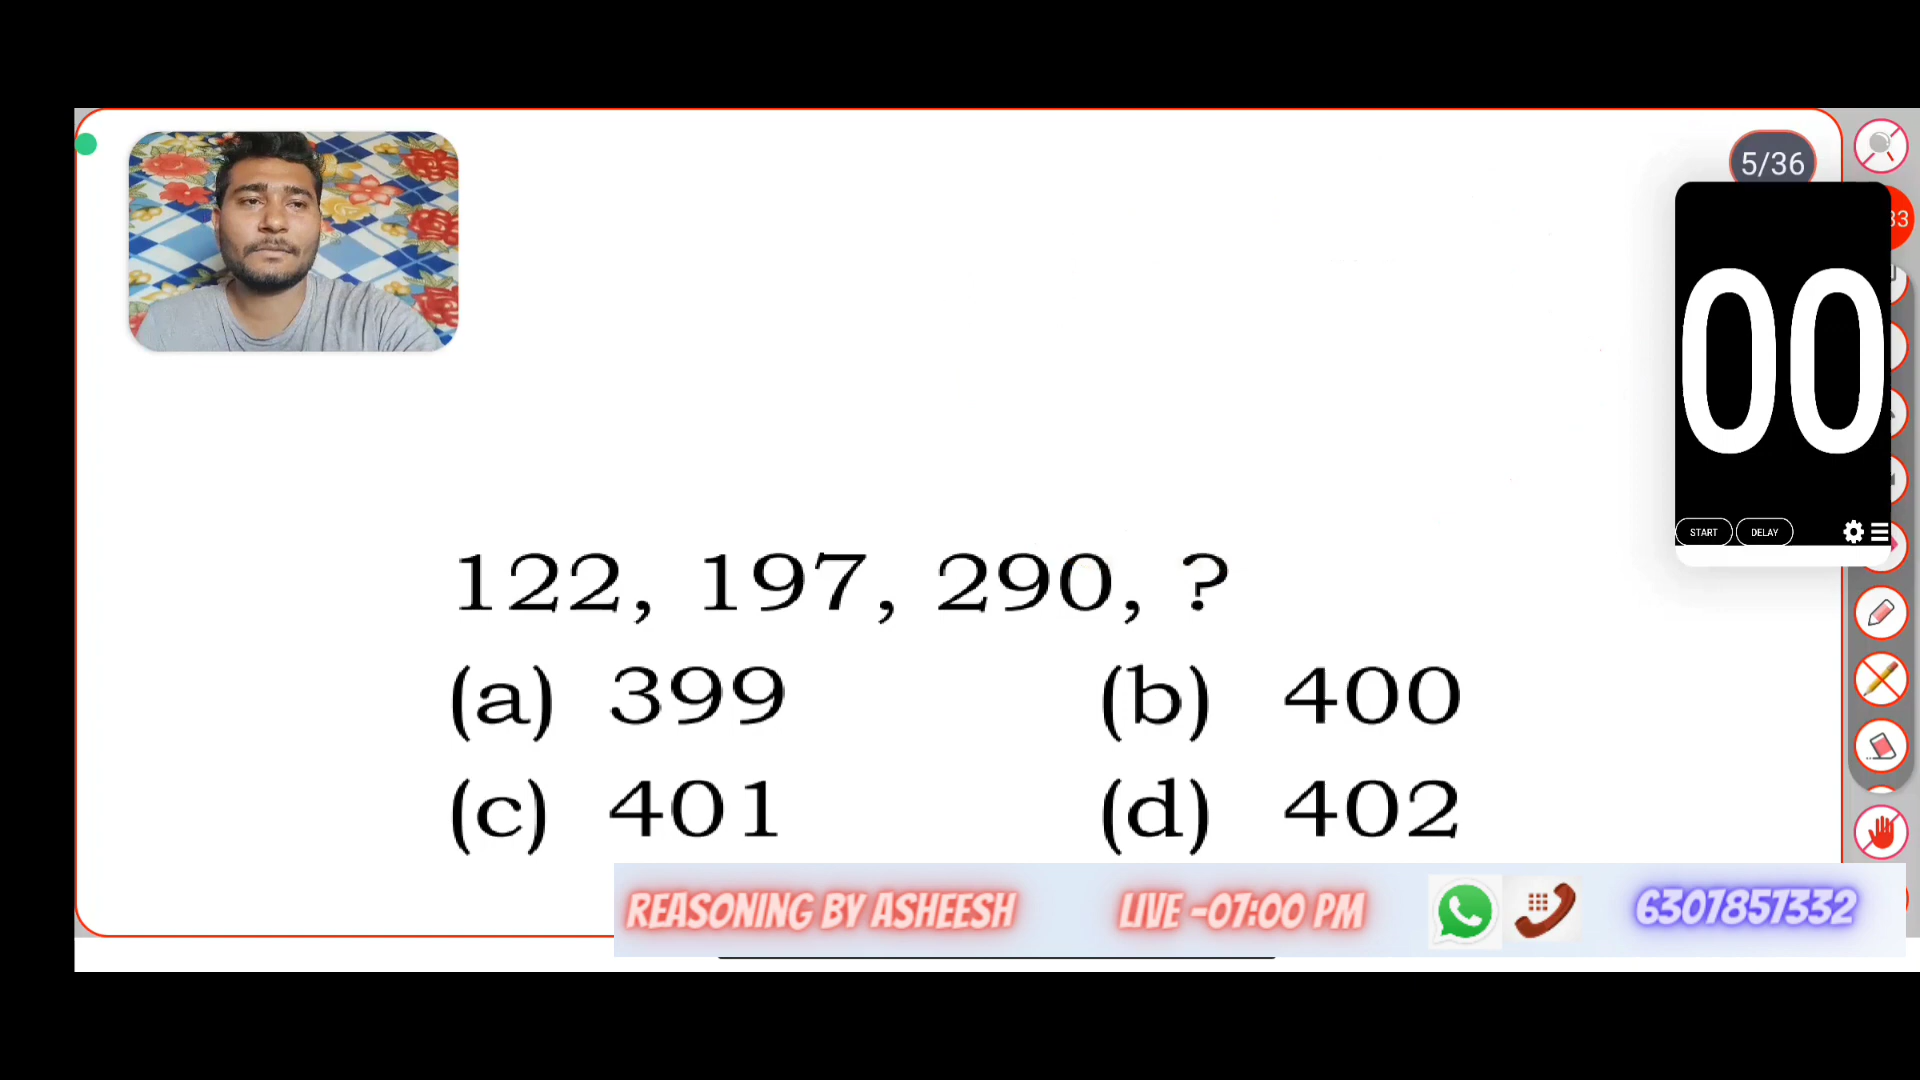 5/36
33
00
START DELAY
122, 197, 290, ?
(a) 399 (b) 400
(c) 401 (d) 402
REASONING BY ASHEESH LIVE -07:00 PM 6307857332